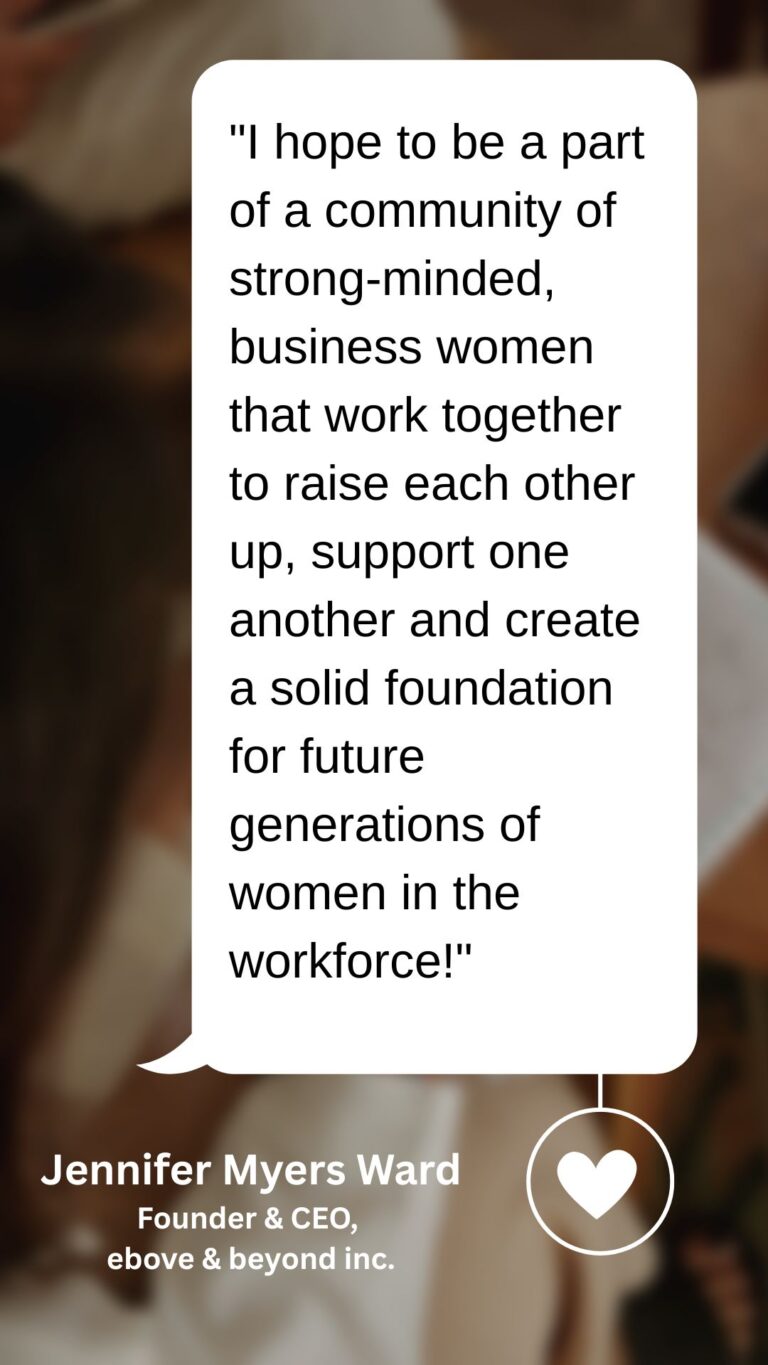 "I hope to be a part
of a community of
strong-minded,
business women
that work together
to raise each other
up, support one
another and create
a solid foundation
for future
generations of
women in the
workforce!"
Jennifer Myers Ward
Founder & CEO,
ebove & beyond inc.